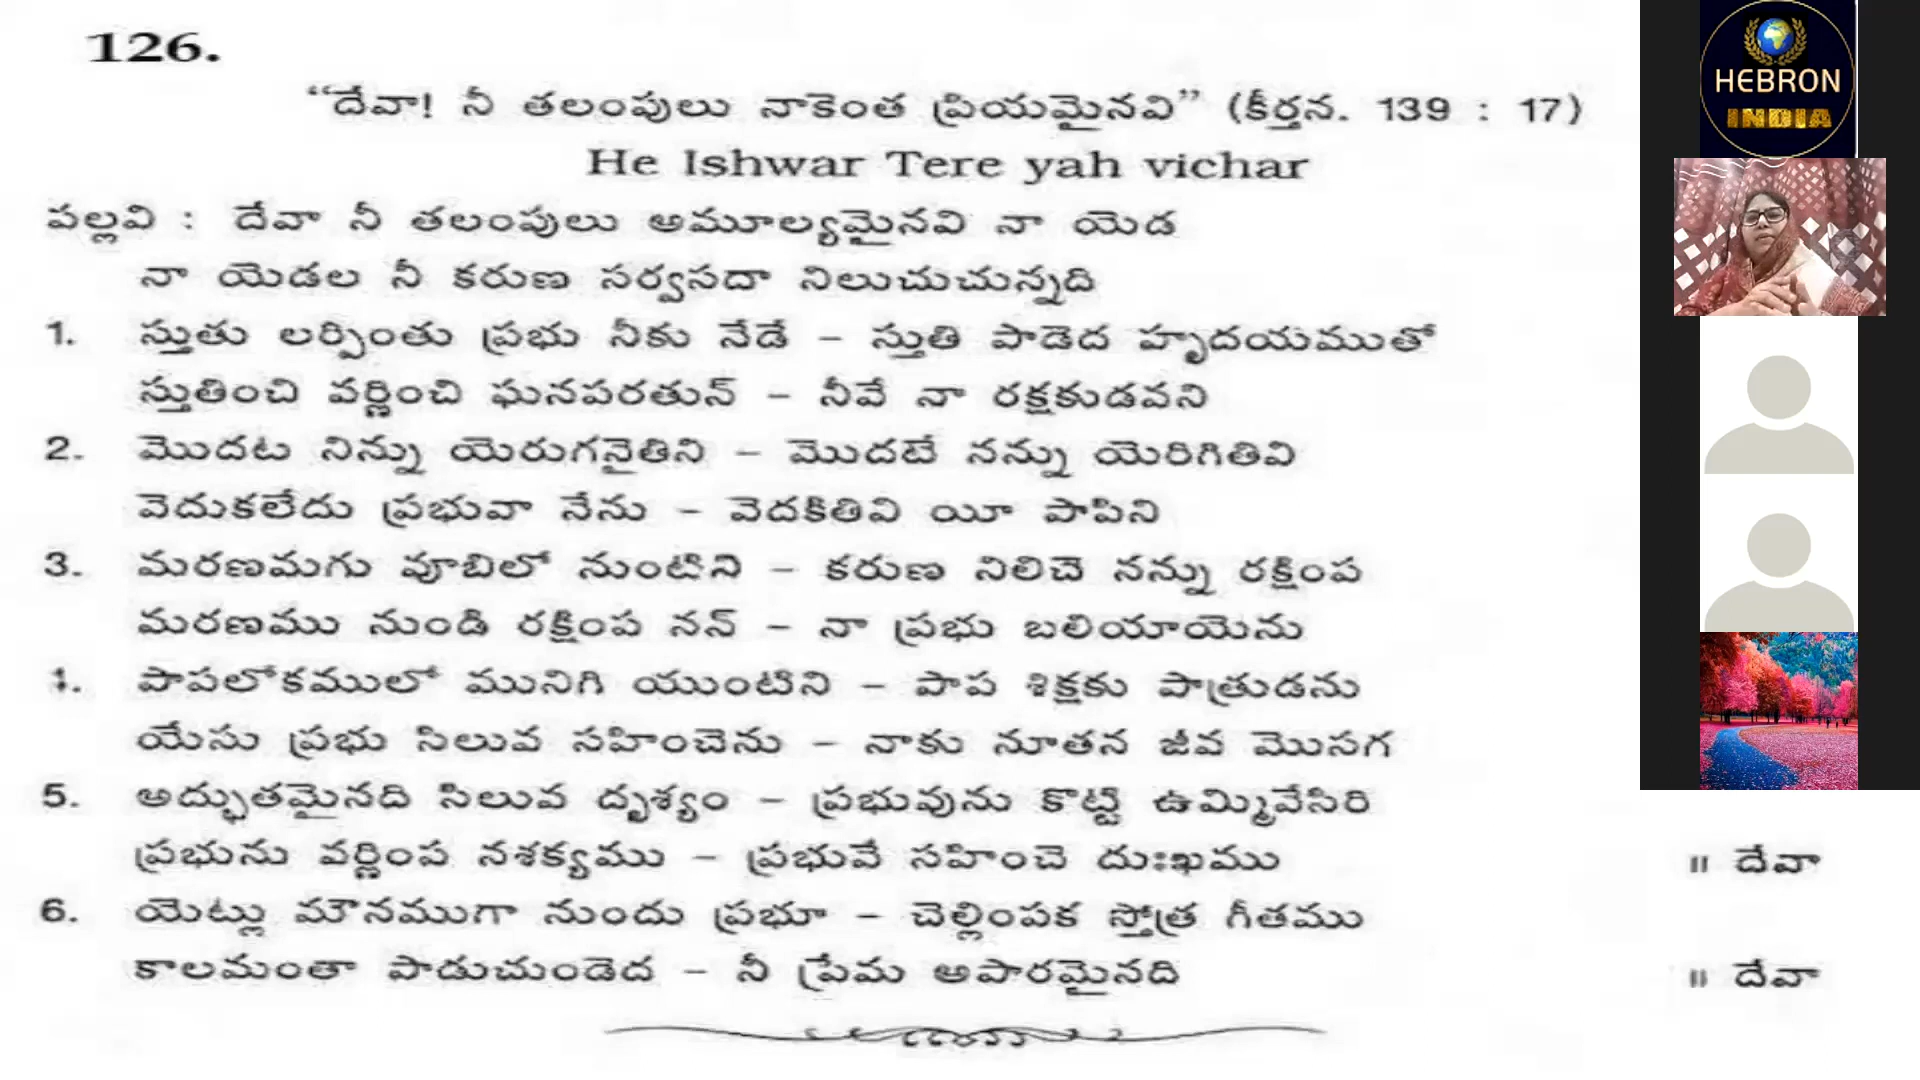 126.
“దేవా! నీ తలంపులు నాకెంత ప్రియమైనవి” (కీర్తన. 139 : 17)
He Ishwar Tere yah vichar
పల్లవి : దేవా నీ తలంపులు అమూల్యమైనవి నా యెడ
నా యెడల నీ కరుణ సర్వసదా నిలుచుచున్నది
1. స్తుతు లర్పింతు ప్రభు నీకు నేడే – స్తుతి పాడెద హృదయముతో
స్తుతించి వర్ణించి ఘనపరతున్ – నీవే నా రక్షకుడవని
2. మొదట నిన్ను యెరుగనైతిని – మొదటే నన్ను యెరిగితివి
వెదుకలేదు ప్రభువా నేను – వెదకితివి యీ పాపిని
3. మరణమగు వూబిలో నుంటిని – కరుణ నిలిచె నన్ను రక్షింప
మరణము నుండి రక్షింప నన్ – నా ప్రభు బలియాయెను
4. పాపలోకములో మునిగి యుంటిని – పాప శిక్షకు పాత్రుడను
యేసు ప్రభు సిలువ సహించెను – నాకు నూతన జీవ మొసగ
5. అద్భుతమైనది సిలువ దృశ్యం – ప్రభువును కొట్టి ఉమ్మివేసిరి
ప్రభును వర్ణింప నశక్యము – ప్రభువే సహించె దుఃఖము ॥ దేవా
6. యెట్లు మౌనముగా నుందు ప్రభూ – చెల్లింపక స్తోత్ర గీతము
కాలమంతా పాడుచుండెద – నీ ప్రేమ అపారమైనది ॥ దేవా
HEBRON
INDIA